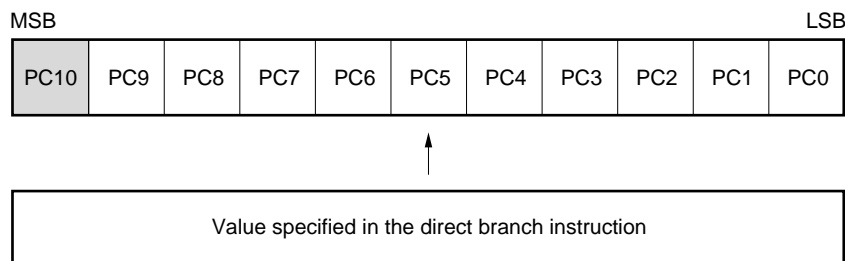 MSB LSB
PC10 PC9 PC8 PC7 PC6 PC5 PC4 PC3 PC2 PC1 PC0
Value specified in the direct branch instruction